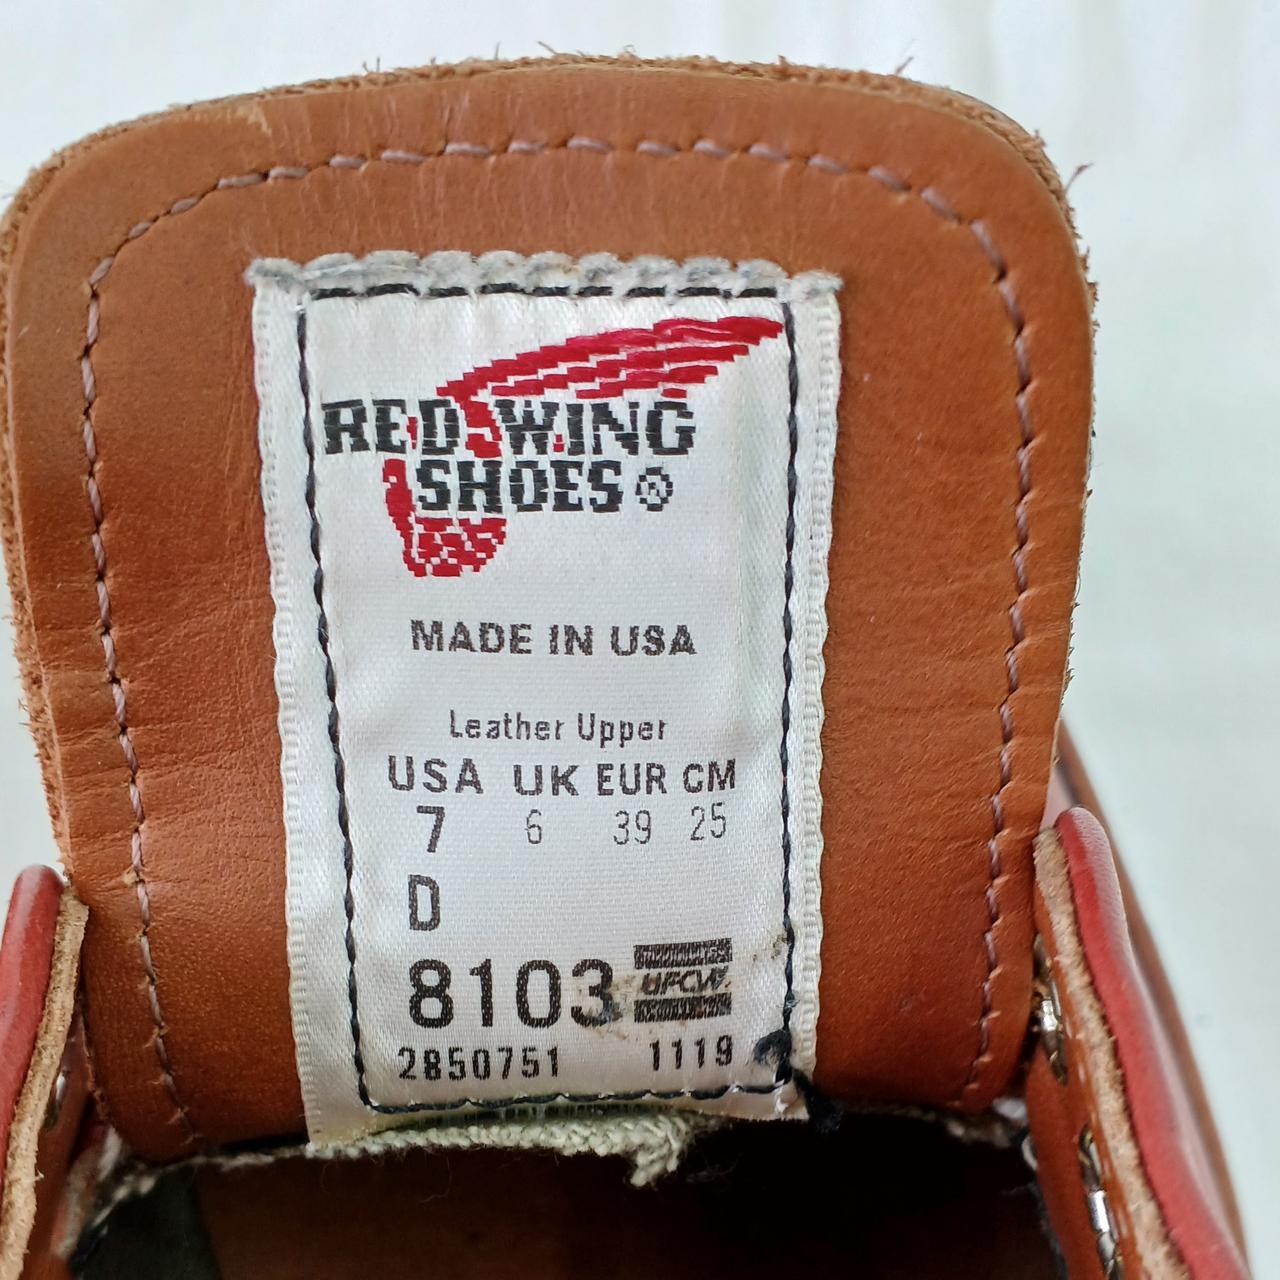 RED WING
SHOES®
MADE IN USA
Leather Upper
USA UK EUR CM
7 6 39 25
D
8103 UFCW
2850751 1119